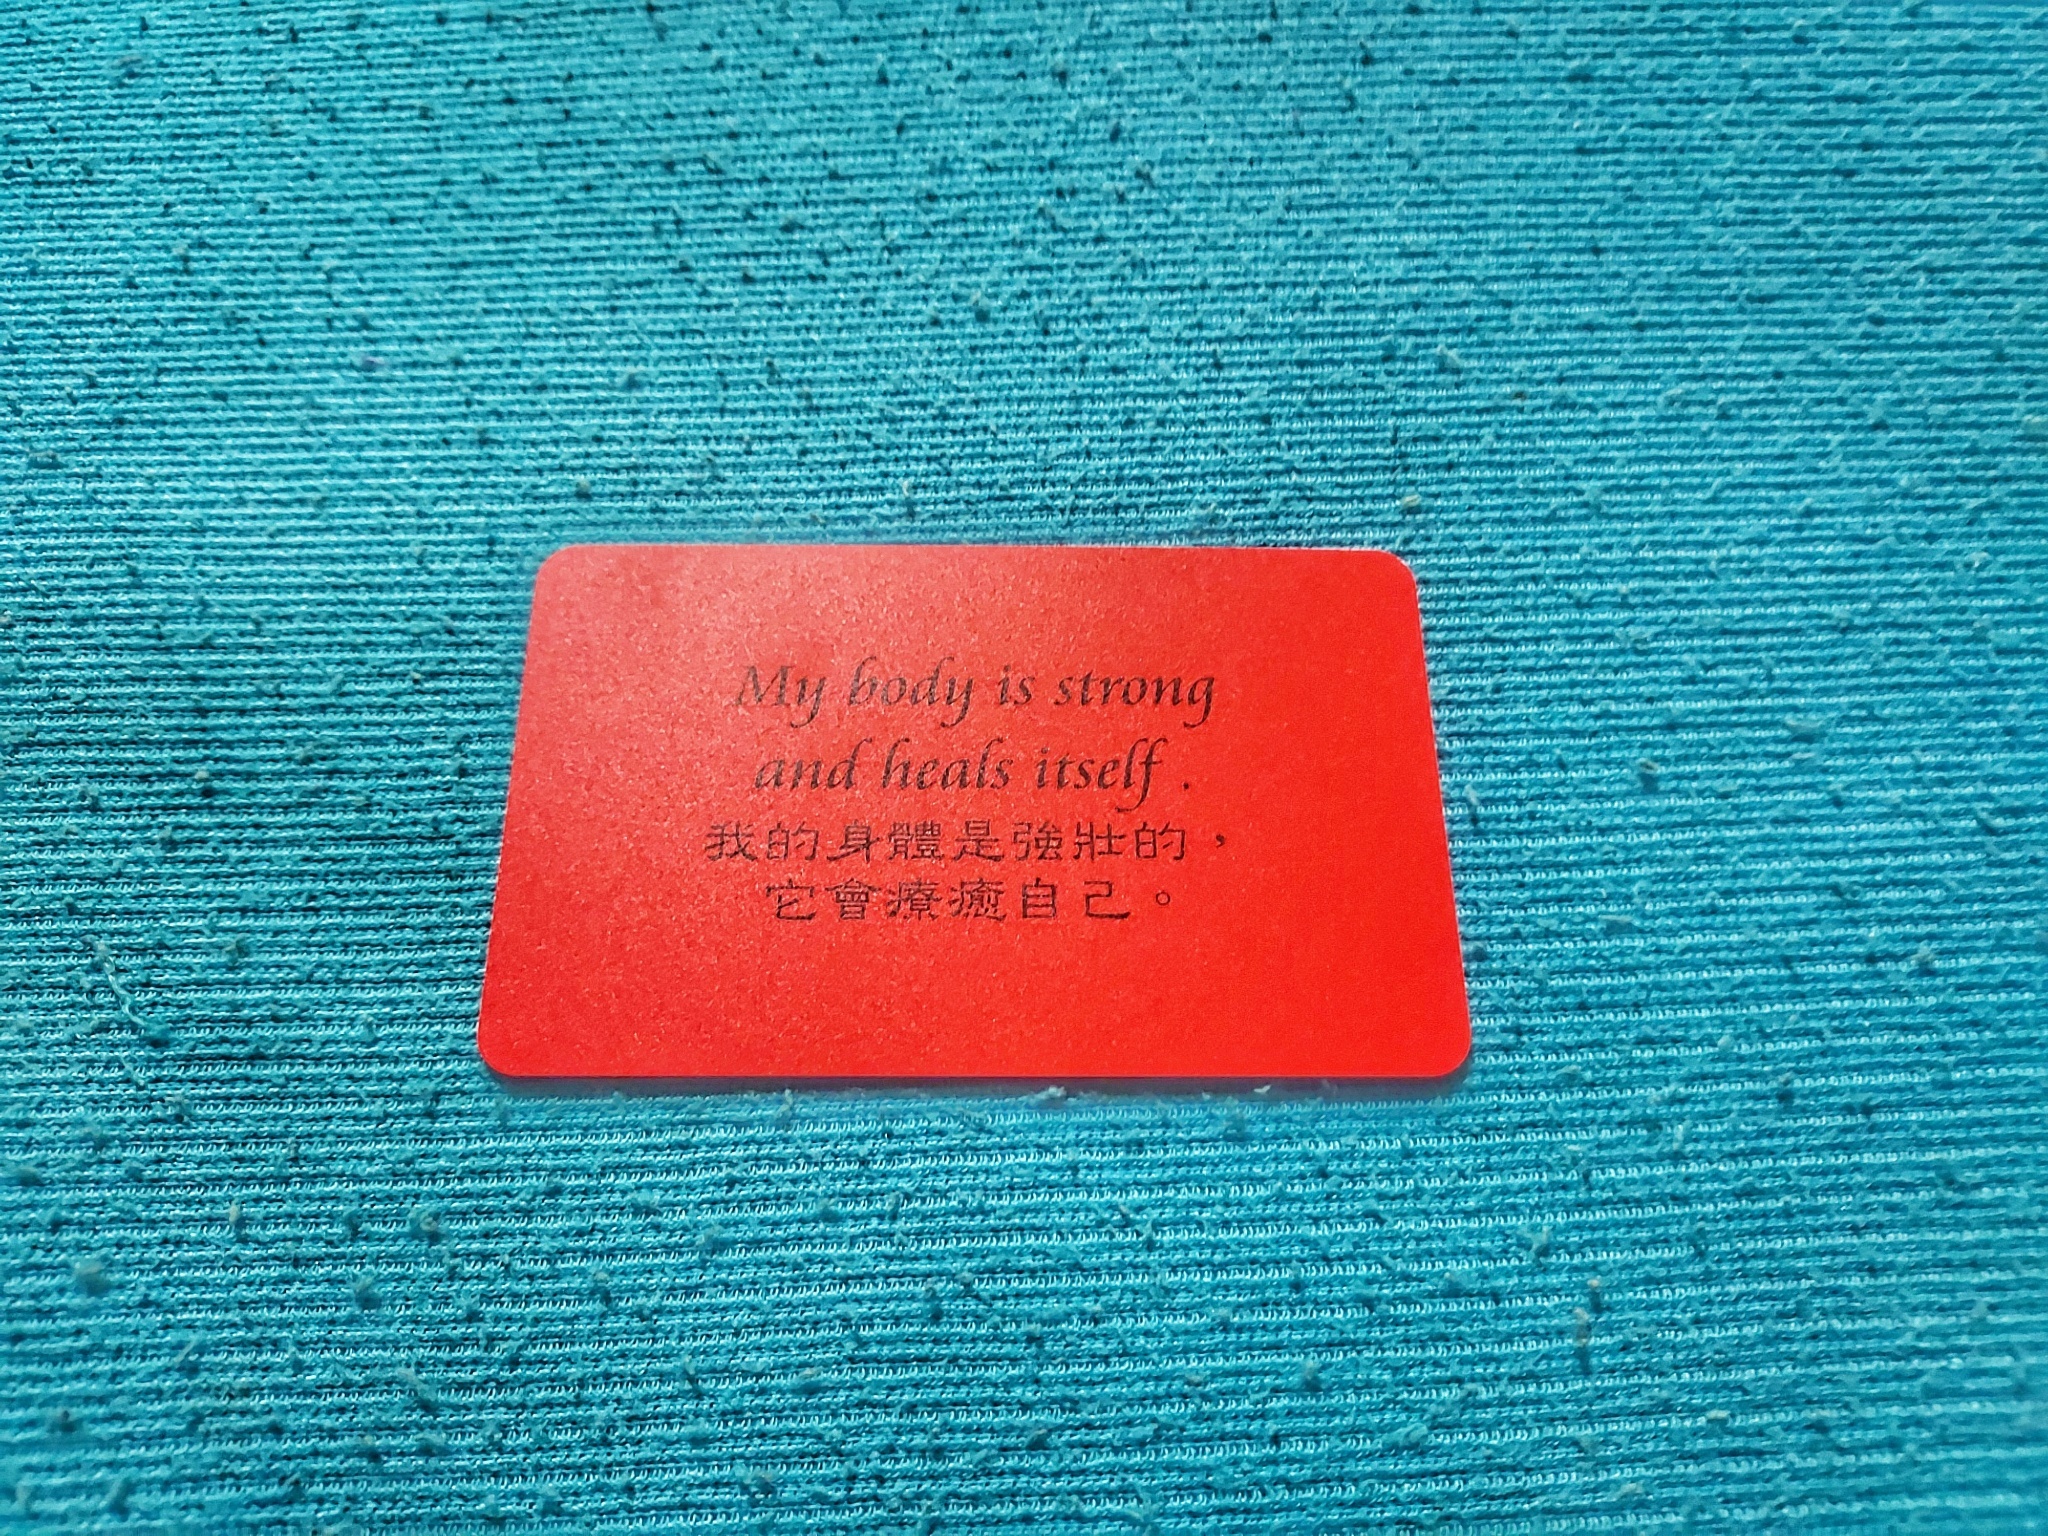 My body is strong
and heals itself .
我的身體是強壯的，
它會療癒自己。